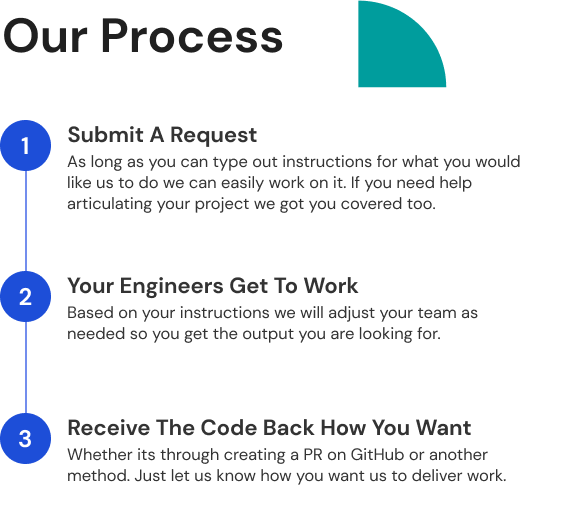 Our Process
1
Submit A Request
As long as you can type out instructions for what you would
like us to do we can easily work on it. If you need help
articulating your project we got you covered too.
2
Your Engineers Get To Work
Based on your instructions we will adjust your team as
needed so you get the output you are looking for.
3
Receive The Code Back How You Want
Whether its through creating a PR on GitHub or another
method. Just let us know how you want us to deliver work.